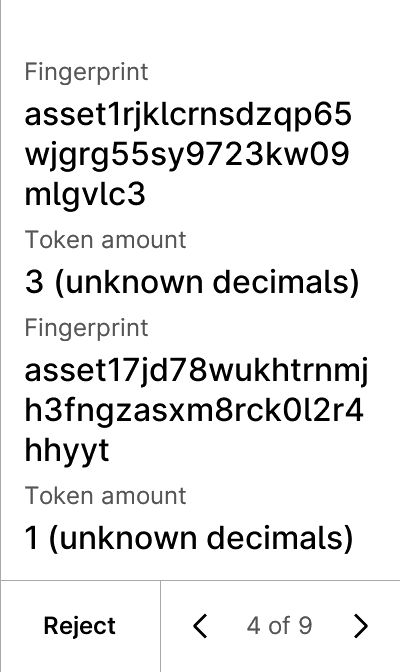 Fingerprint
asset1rjklcrnsdzqp65
wjgrg55sy9723kw09
mlgvlc3
Token amount
3 (unknown decimals)
Fingerprint
asset17jd78wukhtrnmj
h3fngzasxm8rck0l2r4
hhyyt
Token amount
1 (unknown decimals)
Reject
4 of 9